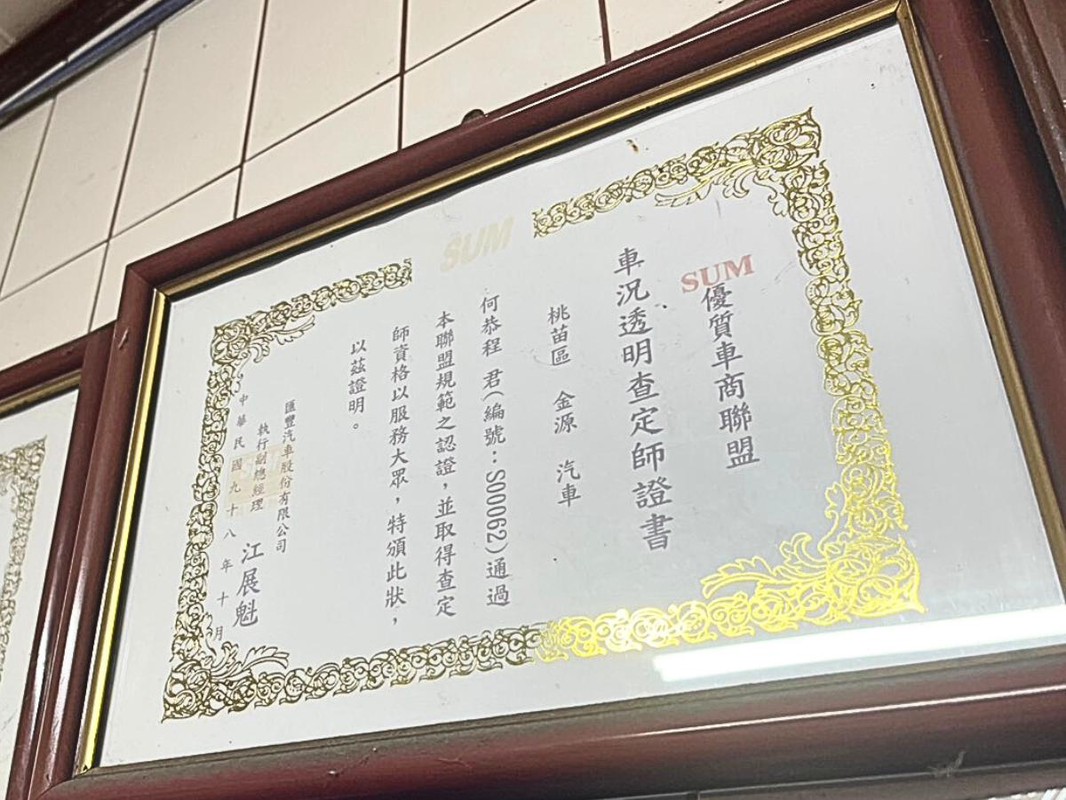 SUM
SUM
優質車商聯盟
車況透明查定師證書
桃苗區 金源 汽車
何恭程 君(編號:S00062)通過
本聯盟規範之認證,並取得查定
師資格以服務大眾,特頒此狀,
以茲證明。
匯豐汽車股份有限公司
執行副總經理
江展魁
中華民國九十八年十月